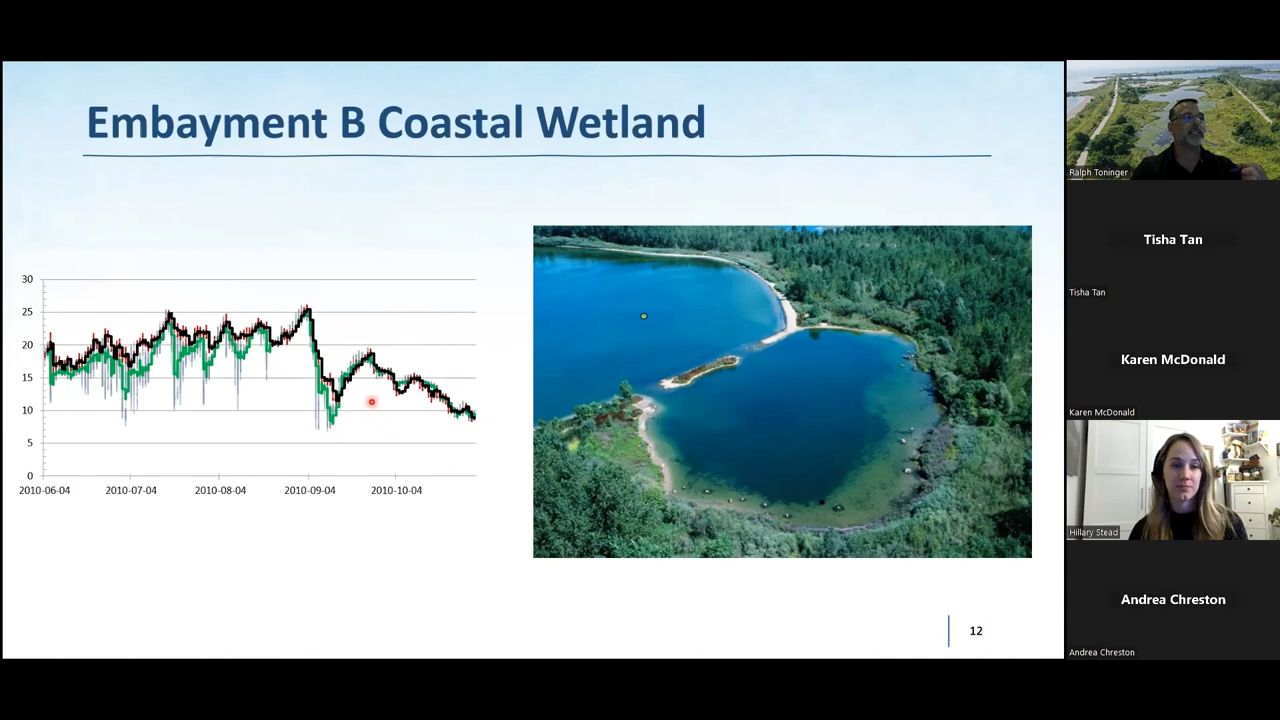 Embayment B Coastal Wetland
30
25
20
15
10
5
0
2010-06-04 2010-07-04 2010-08-04 2010-09-04 2010-10-04
12
Ralph Toninger
Tisha Tan
Tisha Tan
Karen McDonald
Karen McDonald
Hillary Stead
Andrea Chreston
Andrea Chreston